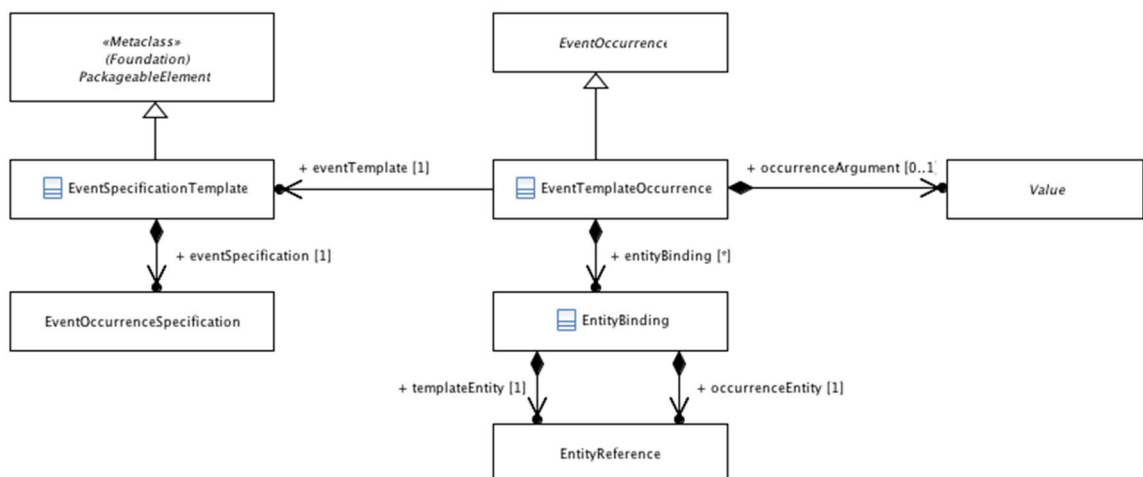 «Metaclass»
(Foundation)
PackageableElement
EventOccurrence
EventSpecificationTemplate
+ eventTemplate [1]
EventTemplateOccurrence
+ occurrenceArgument [0..1]
Value
+ eventSpecification [1]
+ entityBinding [*]
EventOccurrenceSpecification
EntityBinding
+ templateEntity [1]
+ occurrenceEntity [1]
EntityReference